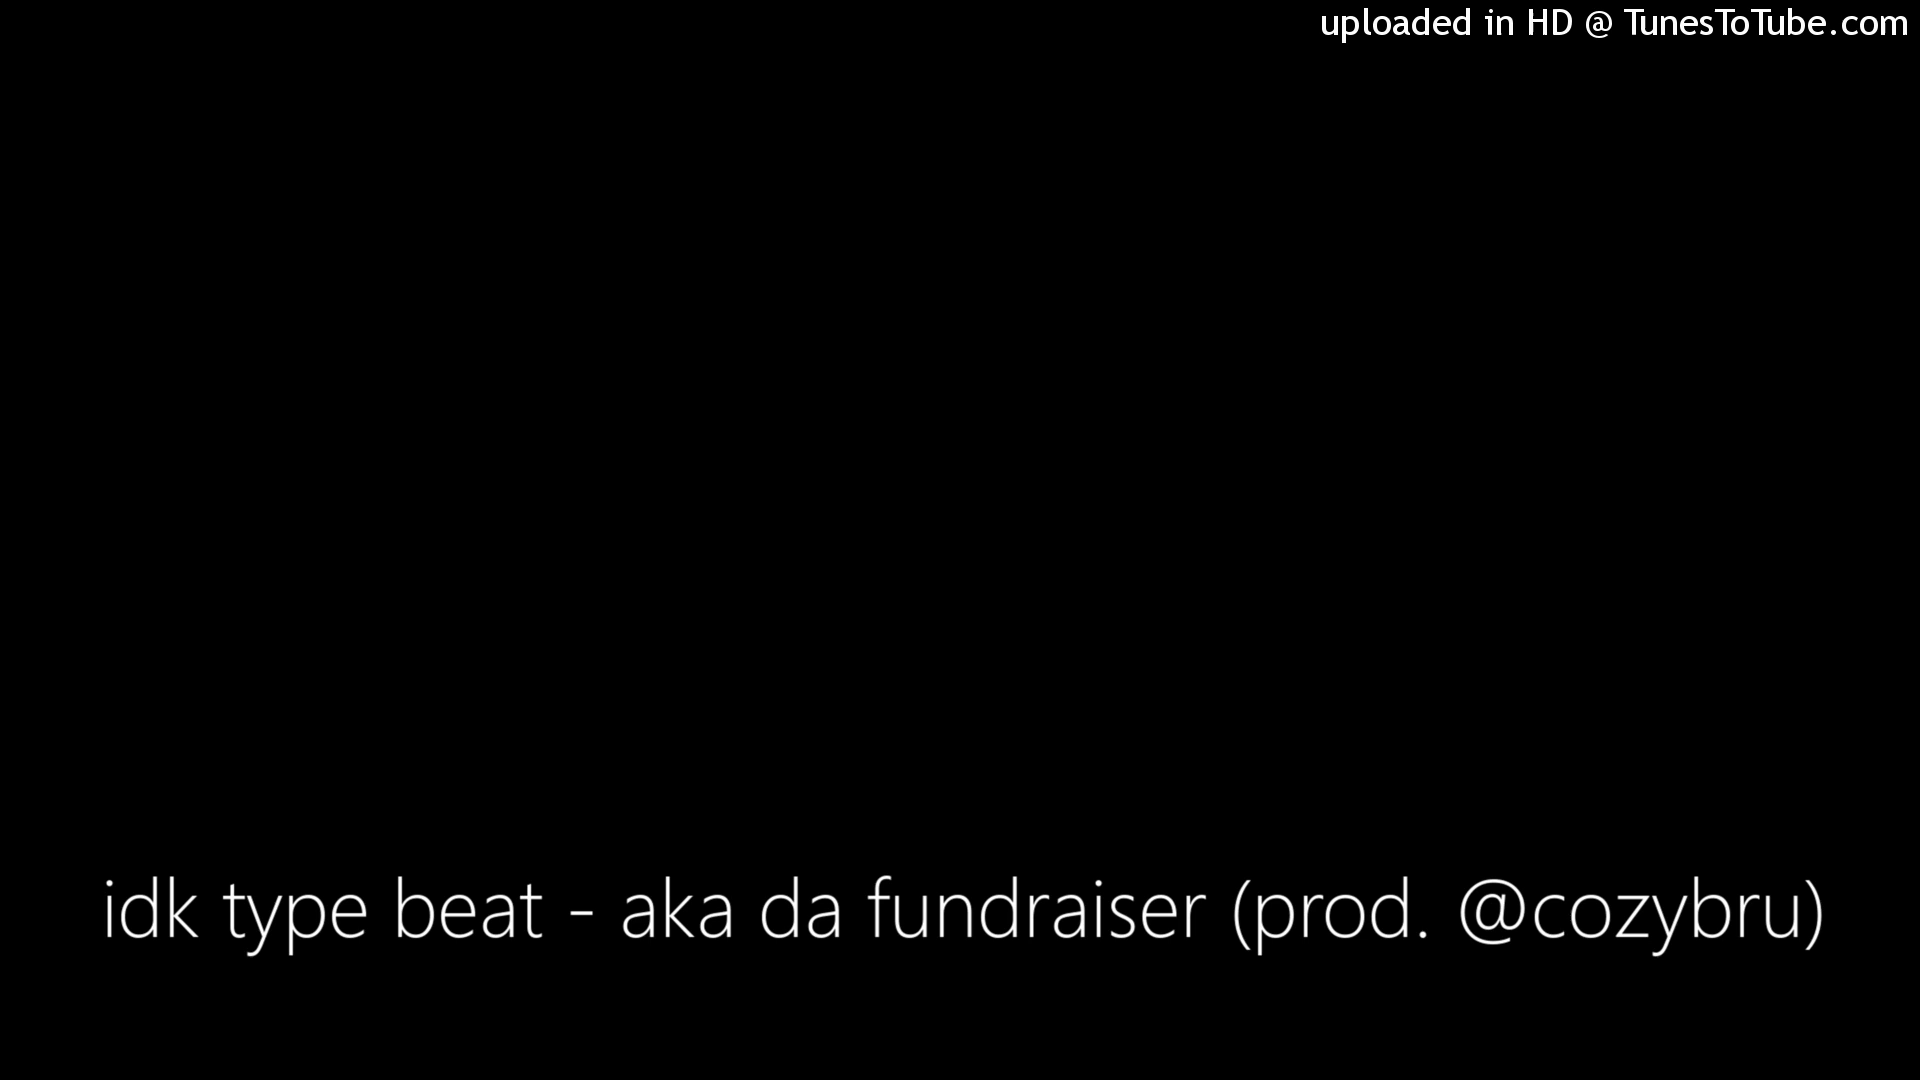 uploaded in HD @ TunesToTube.com
idk type beat - aka da fundraiser (prod. @cozybru)